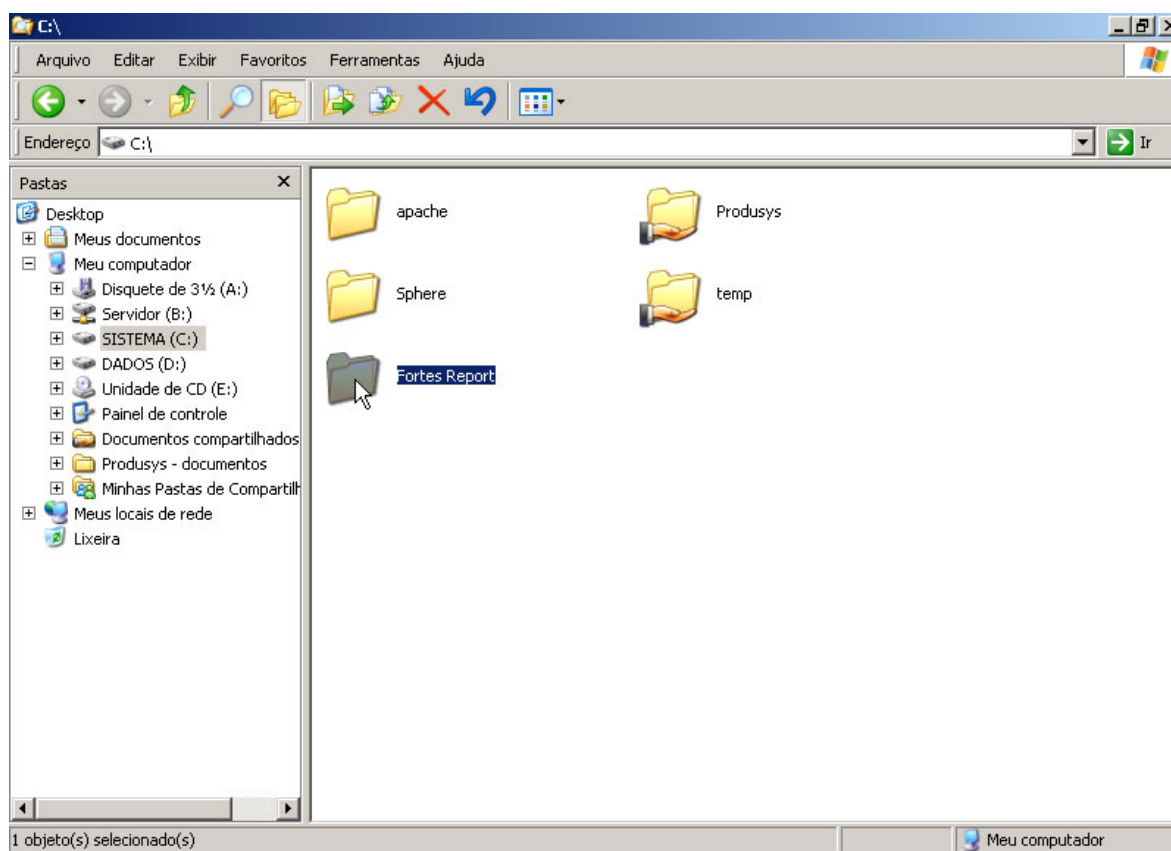 C:\
Arquivo Editar Exibir Favoritos Ferramentas Ajuda
Endereço C:\ Ir
Pastas
Desktop
Meus documentos
Meu computador
Disquete de 3½ (A:)
Servidor (B:)
SISTEMA (C:)
DADOS (D:)
Unidade de CD (E:)
Painel de controle
Documentos compartilhados
Produsys - documentos
Minhas Pastas de Compartilh
Meus locais de rede
Lixeira
apache
Produsys
Sphere
temp
Fortes Report
1 objeto(s) selecionado(s)
Meu computador